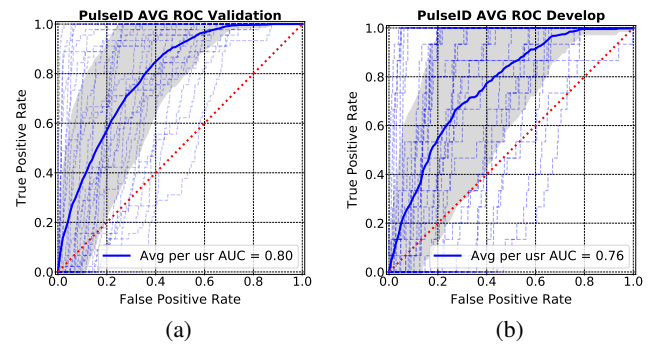 PulseID AVG ROC Validation
True Positive Rate
1.0
0.8
0.6
0.4
0.2
0.0
Avg per usr AUC = 0.80
0.0 0.2 0.4 0.6 0.8 1.0
False Positive Rate
(a)
PulseID AVG ROC Develop
True Positive Rate
1.0
0.8
0.6
0.4
0.2
0.0
Avg per usr AUC = 0.76
0.0 0.2 0.4 0.6 0.8 1.0
False Positive Rate
(b)